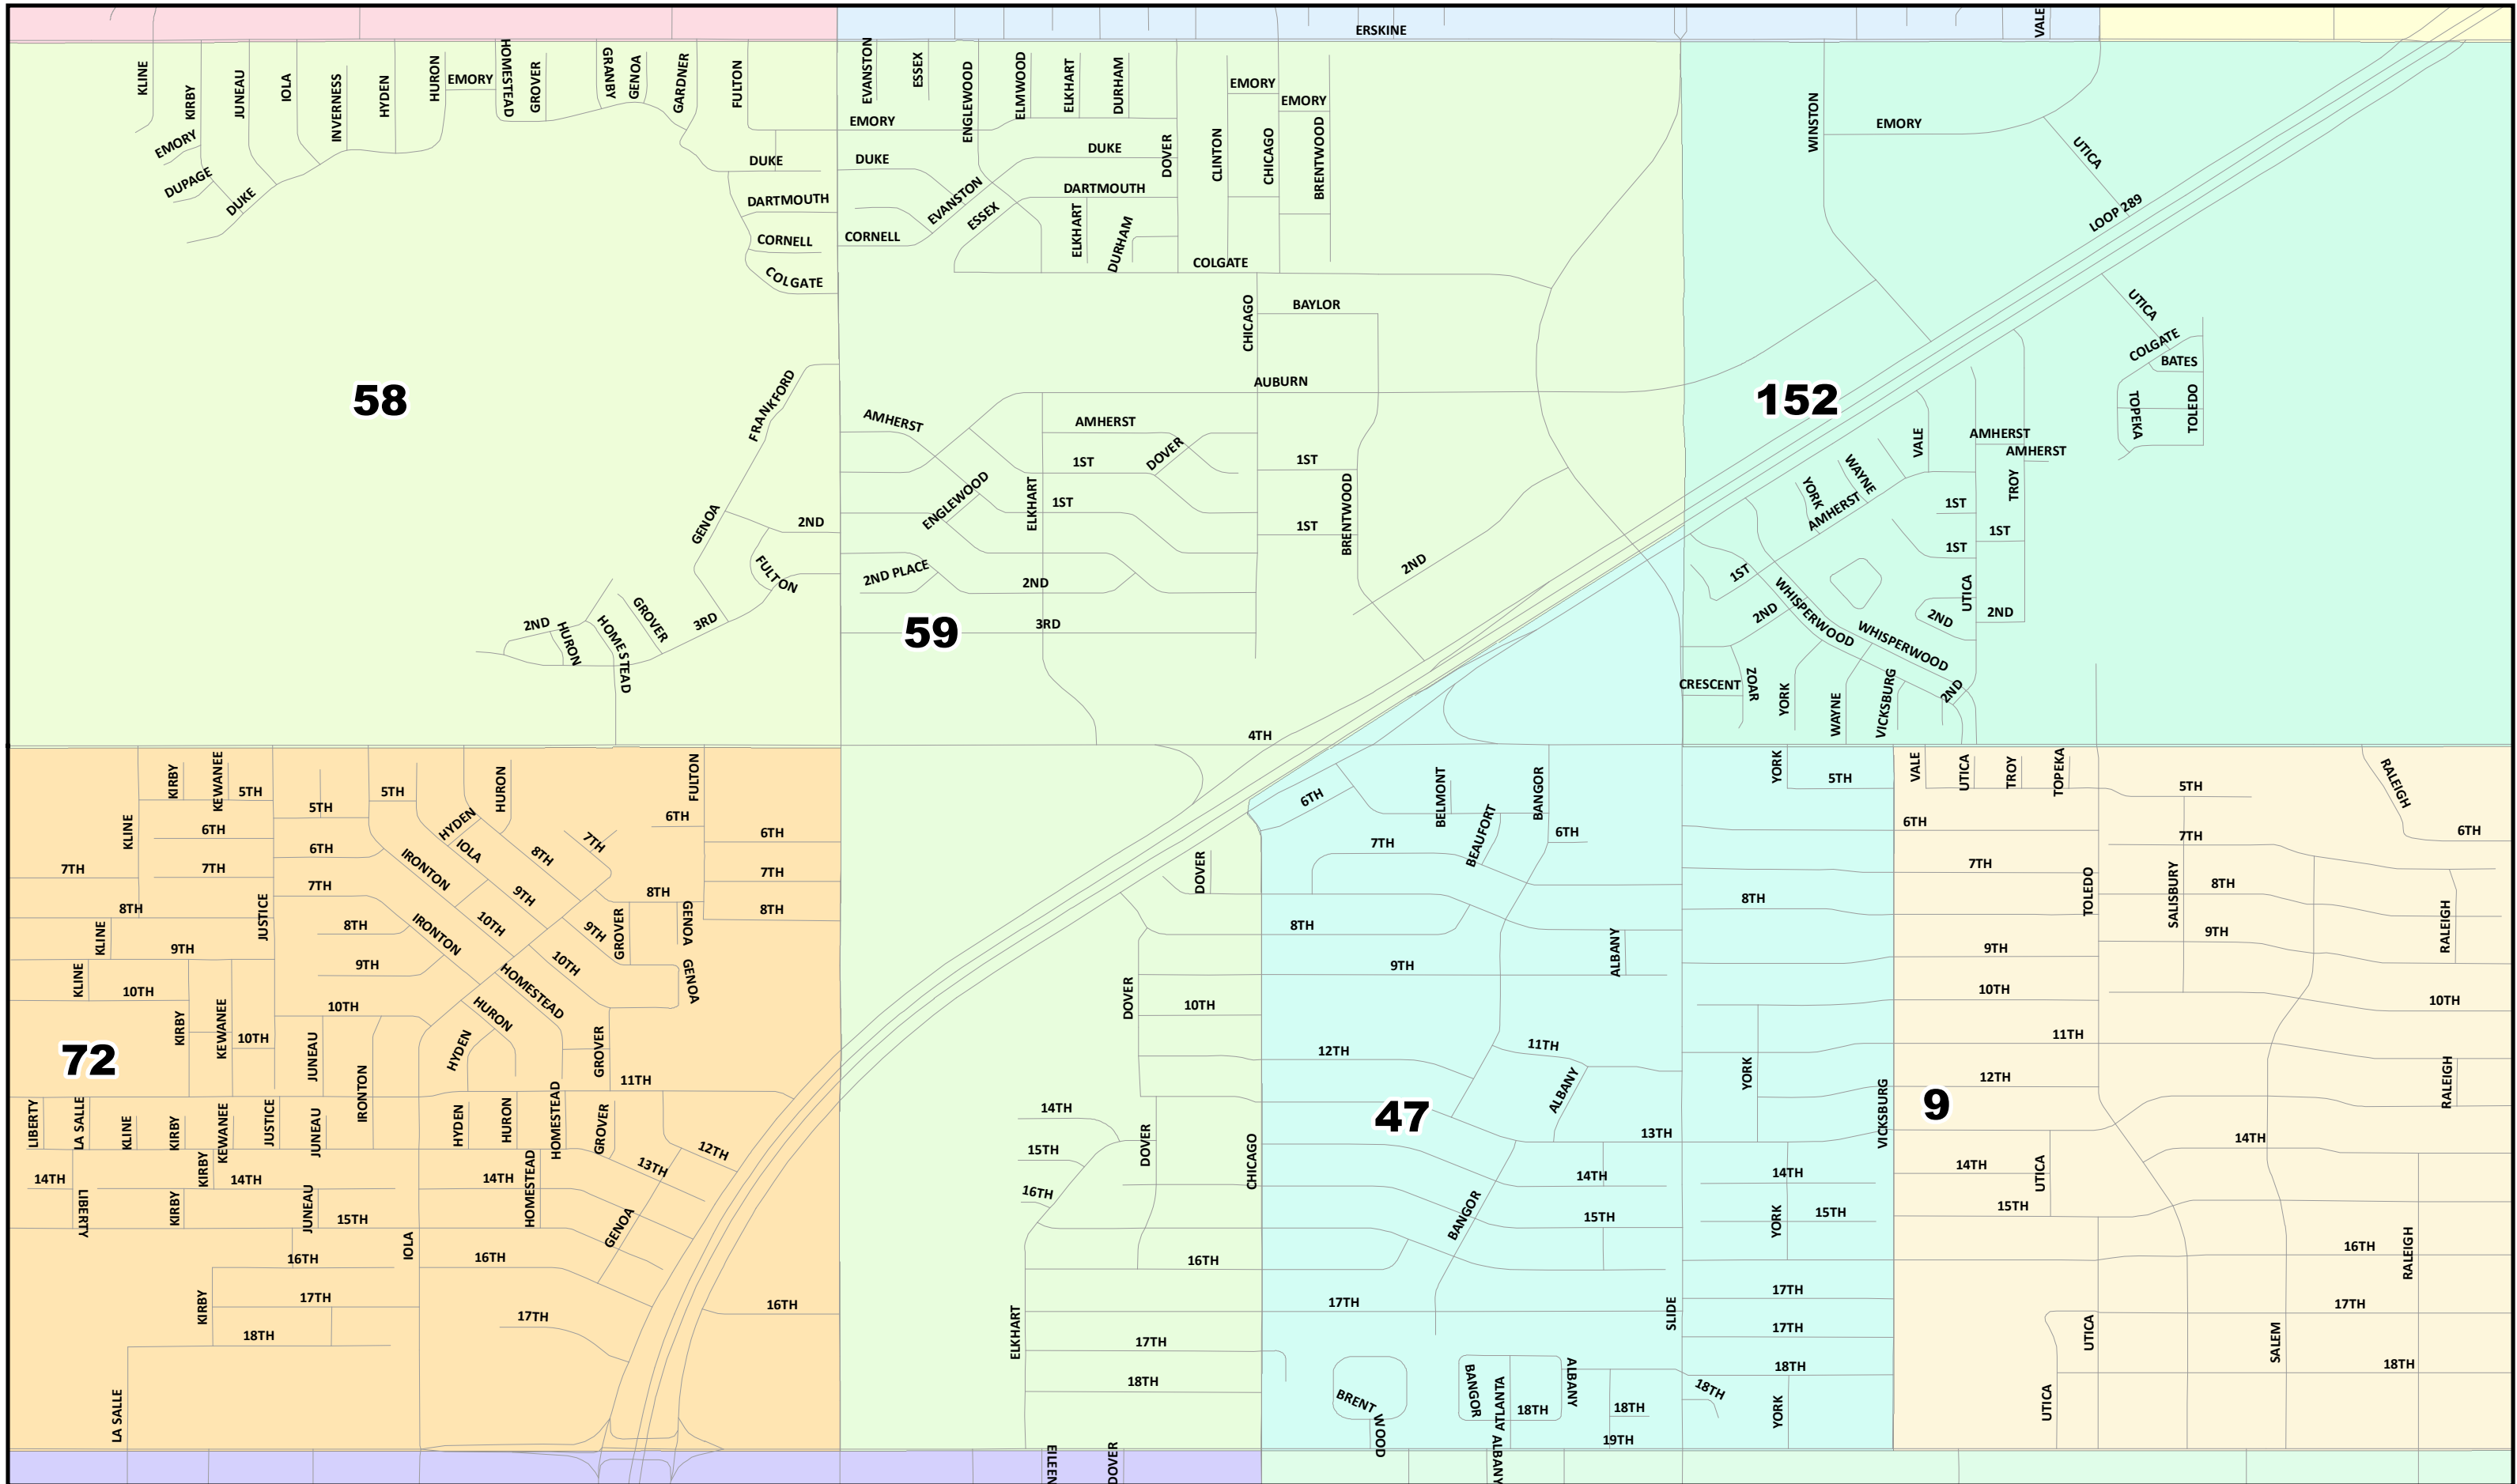 ERSKINE
VALE
KLINE
KIRBY
JUNEAU
IOLA
INVERNESS
HYDEN
HURON
EMORY
HOMESTEAD
GROVER
GRANBY
GENOA
GARDNER
FULTON
EVANSTON
ESSEX
ENGLEWOOD
ELMWOOD
ELKHART
DURHAM
EMORY
EMORY
EMORY
DUPAGE
DUKE
EMORY
DUKE
DUKE
DUKE
DOVER
CLINTON
CHICAGO
BRENTWOOD
WINSTON
EMORY
UTICA
LOOP 289
DARTMOUTH
DARTMOUTH
EVANSTON
ESSEX
ELKHART
DURHAM
CORNELL
CORNELL
COLGATE
COLGATE
CHICAGO
BAYLOR
UTICA
COLGATE
BATES
TOPEKA
TOLEDO
58
FRANKFORD
AUBURN
152
AMHERST
AMHERST
DOVER
1ST
1ST
ENGLEWOOD
ELKHART
1ST
1ST
BRENTWOOD
VALE
AMHERST
AMHERST
WAYNE
YORK
AMHERST
TROY
1ST
1ST
1ST
GENOA
2ND
FULTON
2ND PLACE
2ND
2ND
1ST
2ND
WHISPERWOOD
WHISPERWOOD
UTICA
2ND
2ND
2ND
HURON
HOMESTEAD
GROVER
3RD
59
3RD
CRESCENT
ZOAR
YORK
WAYNE
VICKSBURG
2ND
4TH
KIRBY
KEWANEE
5TH
5TH
5TH
HURON
FULTON
KLINE
6TH
6TH
HYDEN
IOLA
8TH
7TH
6TH
6TH
7TH
7TH
7TH
IRONTON
9TH
8TH
7TH
8TH
8TH
JUSTICE
8TH
IRONTON
10TH
9TH
GROVER
GENOA
KLINE
9TH
9TH
10TH
GENOA
KLINE
10TH
KIRBY
KEWANEE
10TH
10TH
HOMESTEAD
HURON
HYDEN
GROVER
JUNEAU
IRONTON
72
11TH
LIBERTY
LA SALLE
KLINE
KIRBY
KEWANEE
JUSTICE
JUNEAU
HYDEN
HURON
HOMESTEAD
GROVER
12TH
13TH
14TH
LIBERTY
KIRBY
14TH
KIRBY
JUNEAU
15TH
14TH
HOMESTEAD
GENOA
IOLA
16TH
16TH
KIRBY
17TH
17TH
16TH
18TH
LA SALLE
6TH
BELMONT
BEAUFORT
BANGOR
6TH
7TH
DOVER
8TH
9TH
ALBANY
DOVER
10TH
12TH
11TH
ALBANY
47
14TH
15TH
16TH
DOVER
CHICAGO
13TH
14TH
BANGOR
15TH
16TH
17TH
ELKHART
17TH
18TH
SLIDE
BRENT
WOOD
BANGOR
ATLANTA
18TH
ALBANY
18TH
19TH
ALBANY
EILEEN
DOVER
YORK
5TH
8TH
YORK
VICKSBURG
14TH
YORK
15TH
17TH
17TH
18TH
18TH
YORK
VALE
UTICA
TROY
TOPEKA
5TH
RALEIGH
6TH
6TH
7TH
7TH
TOLEDO
SALISBURY
8TH
RALEIGH
9TH
9TH
10TH
10TH
11TH
12TH
RALEIGH
9
14TH
14TH
UTICA
15TH
16TH
RALEIGH
17TH
UTICA
SALEM
18TH
UTICA